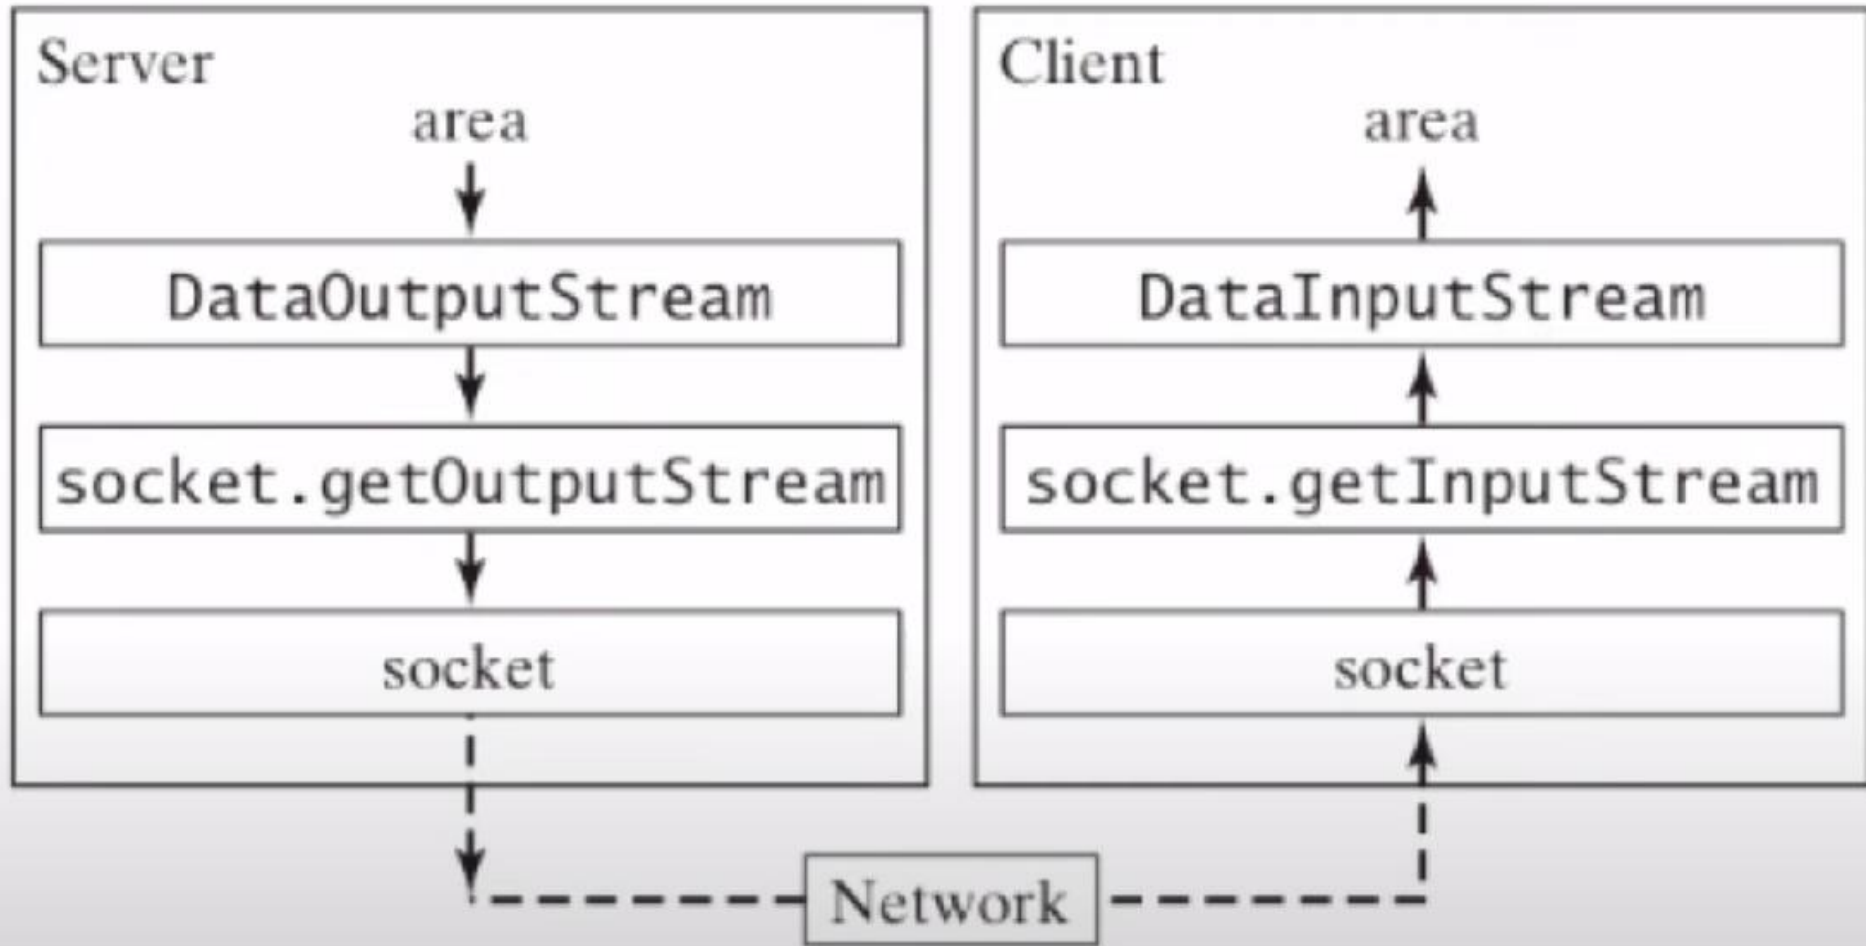 Server
area
DataOutputStream
socket.getOutputStream
socket
Client
area
DataInputStream
socket.getInputStream
socket
Network